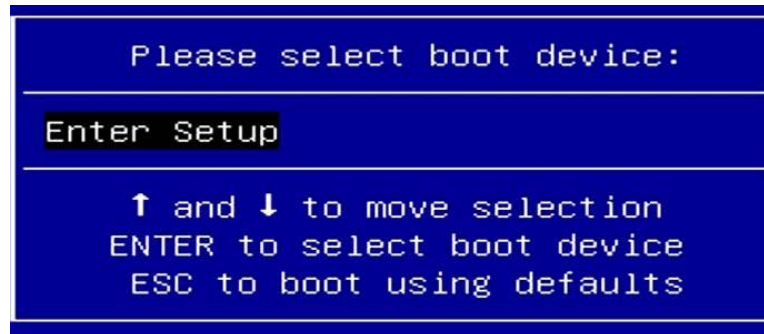 Please select boot device:
Enter Setup
↑ and ↓ to move selection
ENTER to select boot device
ESC to boot using defaults